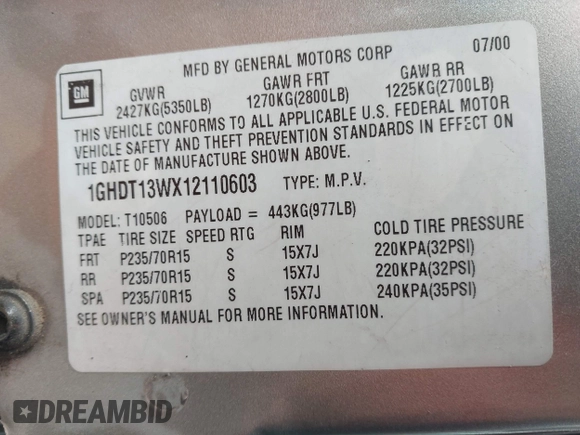 MFD BY GENERAL MOTORS CORP 07/00
GM
GVWR GAWR FRT GAWR RR
2427KG(5350LB) 1270KG(2800LB) 1225KG(2700LB)
THIS VEHICLE CONFORMS TO ALL APPLICABLE U.S. FEDERAL MOTOR
VEHICLE SAFETY AND THEFT PREVENTION STANDARDS IN EFFECT ON
THE DATE OF MANUFACTURE SHOWN ABOVE.
1GHDT13WX12110603 TYPE: M.P.V.
MODEL: T10506 PAYLOAD = 443KG(977LB)
TPAE TIRE SIZE SPEED RTG RIM COLD TIRE PRESSURE
FRT P235/70R15 S 15X7J 220KPA(32PSI)
RR P235/70R15 S 15X7J 220KPA(32PSI)
SPA P235/70R15 S 15X7J 240KPA(35PSI)
SEE OWNER'S MANUAL FOR MORE INFORMATION.
DREAMBID